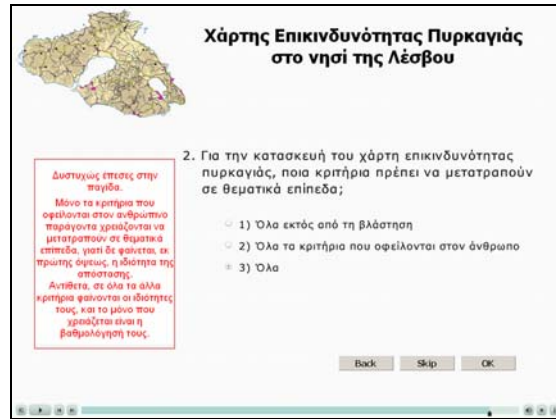 Χάρτης Επικινδυνότητας Πυρκαγιάς
στο νησί της Λέσβου
2. Για την κατασκευή του χάρτη επικινδυνότητας
πυρκαγιάς, ποια κριτήρια πρέπει να μετατραπούν
σε θεματικά επίπεδα;
1) Όλα εκτός από τη βλάστηση
2) Όλα τα κριτήρια που οφείλονται στον άνθρωπο
3) Όλα
Δυστυχώς έπεσες στην
παγίδα.
Μόνο τα κριτήρια που
οφείλονται στον ανθρώπινο
παράγοντα χρειάζονται να
μετατραπούν σε θεματικά
επίπεδα, γιατί δε φαίνεται, εκ
πρώτης όψεως, η ιδιότητα της
απόστασης.
Αντίθετα, σε όλα τα άλλα
κριτήρια φαίνονται οι ιδιότητες
τους, και το μόνο που
χρειάζεται είναι η
βαθμολόγησή τους.
Back Skip OK